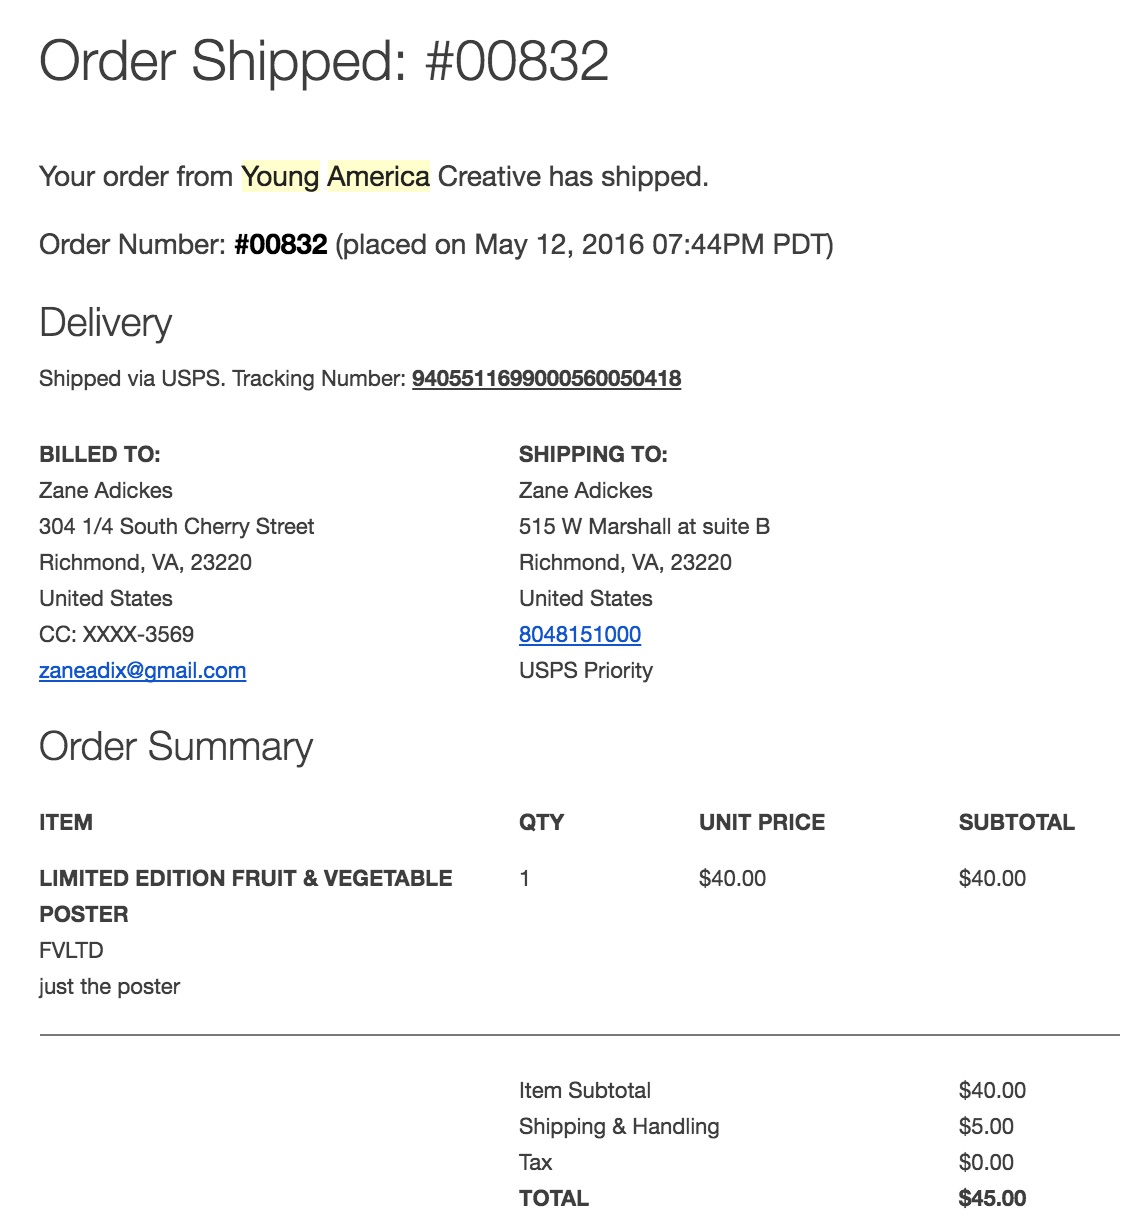 Order Shipped: #00832
Your order from Young America Creative has shipped.
Order Number: #00832 (placed on May 12, 2016 07:44PM PDT)
Delivery
Shipped via USPS. Tracking Number: 9405511699000560050418
BILLED TO:
Zane Adickes
304 1/4 South Cherry Street
Richmond, VA, 23220
United States
CC: XXXX-3569
zaneadix@gmail.com
SHIPPING TO:
Zane Adickes
515 W Marshall at suite B
Richmond, VA, 23220
United States
8048151000
USPS Priority
Order Summary
ITEM QTY UNIT PRICE SUBTOTAL
LIMITED EDITION FRUIT & VEGETABLE 1 $40.00 $40.00
POSTER
FVLTD
just the poster
Item Subtotal $40.00
Shipping & Handling $5.00
Tax $0.00
TOTAL $45.00